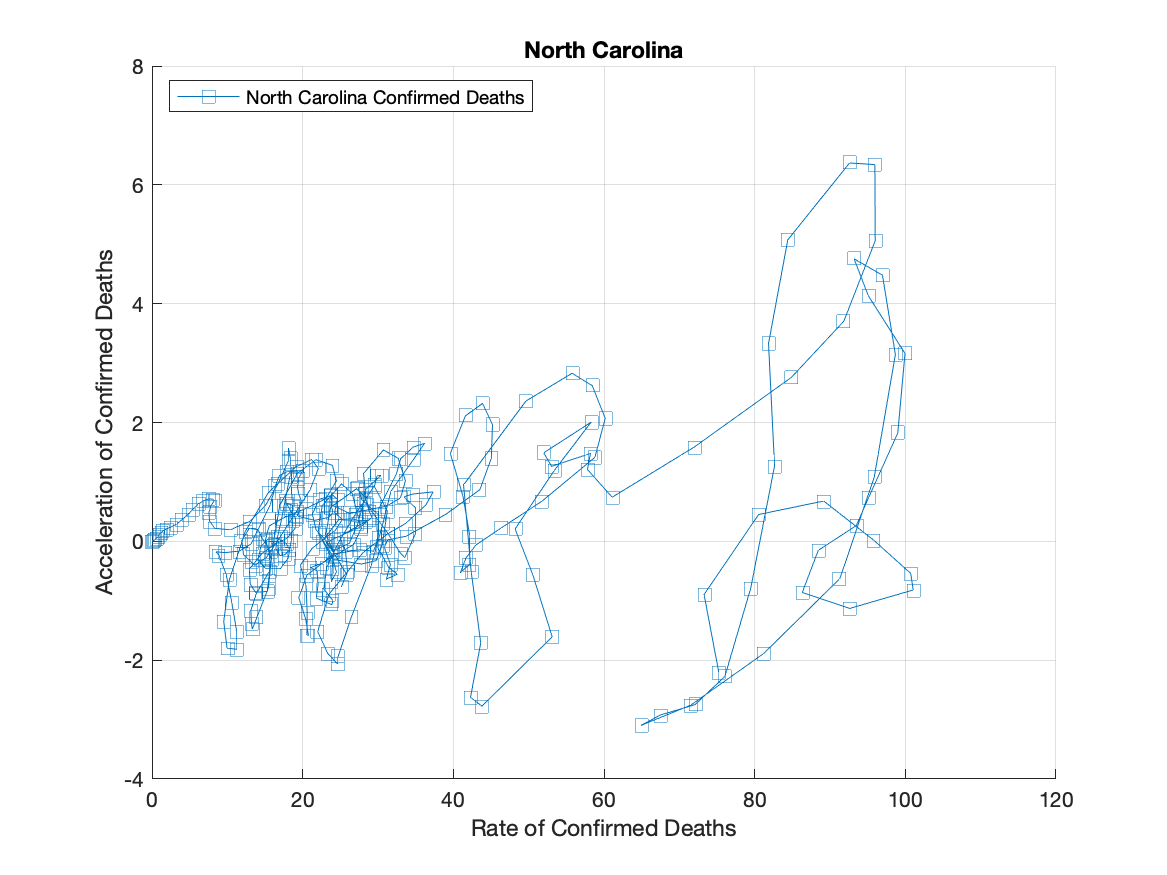 North Carolina
North Carolina Confirmed Deaths
8
6
4
2
0
-2
-4
Acceleration of Confirmed Deaths
0 20 40 60 80 100 120
Rate of Confirmed Deaths